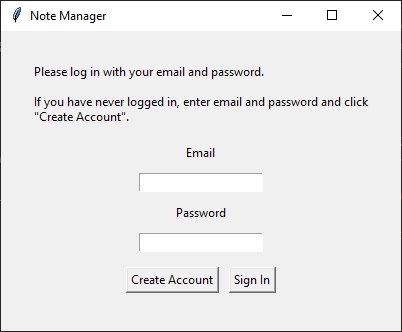 Note Manager
Please log in with your email and password.
If you have never logged in, enter email and password and click
"Create Account".
Email
Password
Create Account Sign In